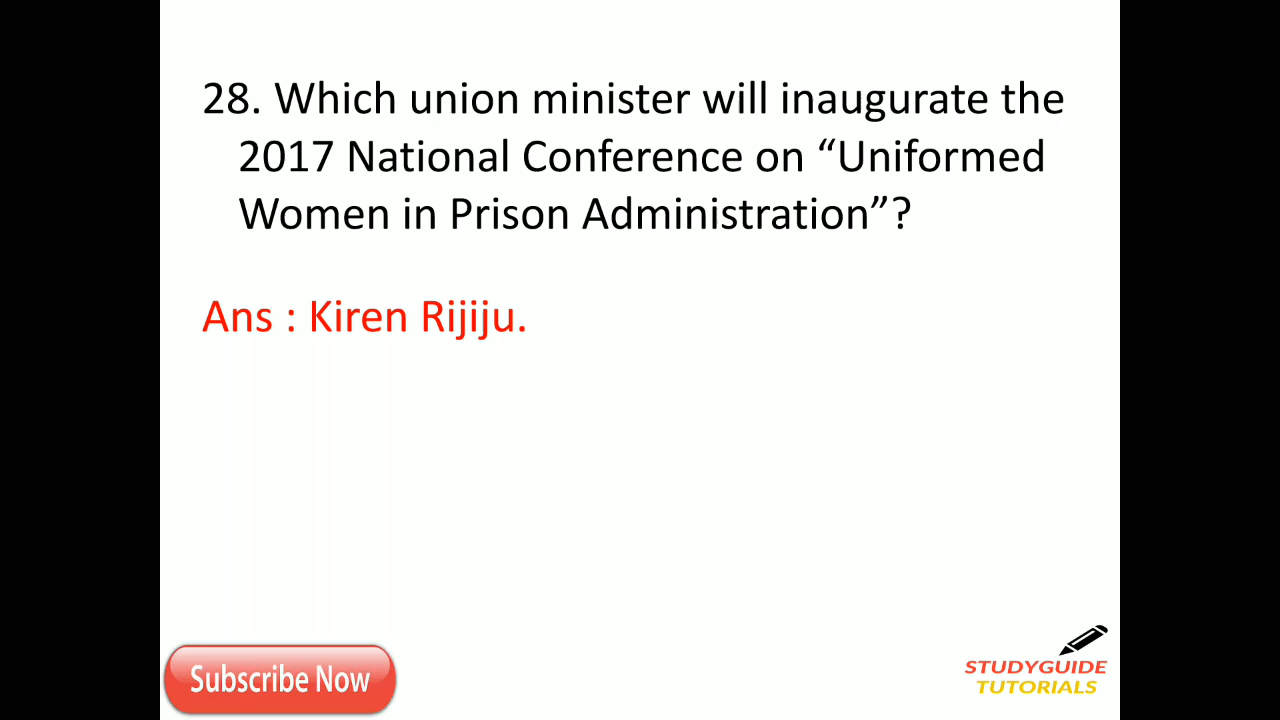 28. Which union minister will inaugurate the
2017 National Conference on “Uniformed
Women in Prison Administration”?
Ans : Kiren Rijiju.
Subscribe Now
STUDYGUIDE
TUTORIALS